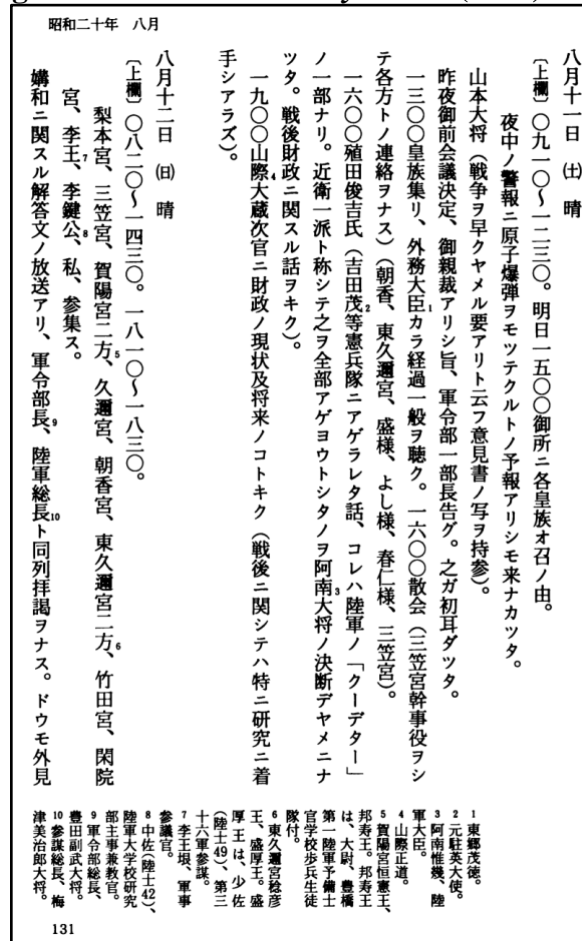 昭和二十年 八月
八月十一日 (土) 晴
〔上欄〕 〇九一〇〜一二三〇。明日一五〇〇御所ニ各皇族オ召ノ由。
夜中ノ警報ニ原子爆弾ヲモツテクルトノ予報アリシモ来ナカツタ。
山本大将(戦争ヲ早クヤメル要アリト云フ意見書ノ写ヲ持参)。
昨夜御前会議決定、御親裁アリシ旨、軍令部一部長告グ。之ガ初耳ダツタ。
一三〇〇皇族集リ、外務大臣1カラ経過一般ヲ聴ク。一六〇〇散会(三笠宮幹事役ヲシ
テ各方トノ連絡ヲナス)(朝香、東久邇宮、盛様、よし様、春仁様、三笠宮)。
一六〇〇殖田俊吉氏(吉田茂2等憲兵隊ニアゲラレタ話、コレハ陸軍ノ「クーデター」
ノ一部ナリ。近衛一派ト称シテ之ヲ全部アゲヨウトシタノヲ阿南3大将ノ決断デヤメニナ
ツタ。戦後財政ニ関スル話ヲキク)。
一九〇〇山際4大蔵次官ニ財政ノ現状及将来ノコトキク(戦後ニ関シテハ特ニ研究ニ着
手シアラズ)。
八月十二日 (日) 晴
〔上欄〕 〇八二〇〜一四三〇。一八一〇〜一八三〇。
梨本宮、三笠宮、賀陽宮二方5、久邇宮、朝香宮、東久邇宮二方6、竹田宮、閑院
宮、李王7、李鍵公8、私、参集ス。
媾和ニ関スル解答文ノ放送アリ、軍令部長9、陸軍総長10ト同列拝謁ヲナス。ドウモ外見
1 東郷茂徳。
2 元駐英大使。
3 阿南惟幾、陸
軍大臣。
4 山際正道。
5 賀陽宮恒憲王、
邦寿王。邦寿王
は、大尉、豊橋
第一陸軍予備士
官学校歩兵生徒
隊付。
6 東久邇宮稔彦
王、盛厚王。盛
厚王は、少佐
(陸士49)、第三
十六軍参謀。
7 李王垠、軍事
参議官。
8 中佐(陸士42)、
陸軍大学校研究
部主事兼教官。
9 軍令部総長、
豊田副武大将。
10 参謀総長、梅
津美治郎大将。
131